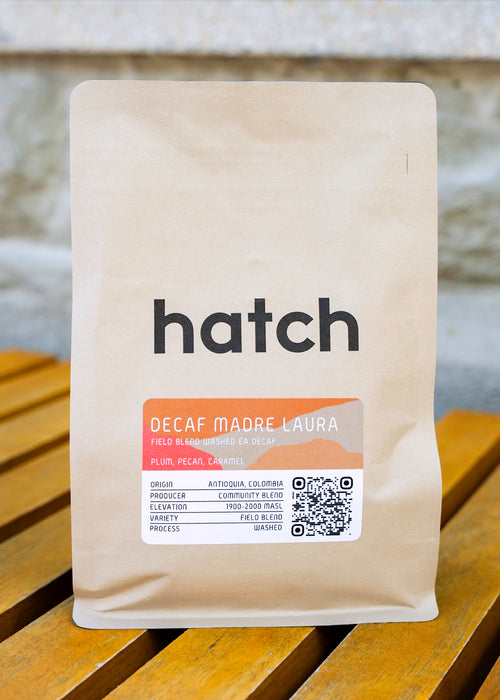 hatch
DECAF MADRE LAURA
FIELD BLEND WASHED EA DECAF
PLUM, PECAN, CARAMEL
ORIGIN ANTIOQUIA, COLOMBIA
PRODUCER COMMUNITY BLEND
ELEVATION 1900-2000 MASL
VARIETY FIELD BLEND
PROCESS WASHED